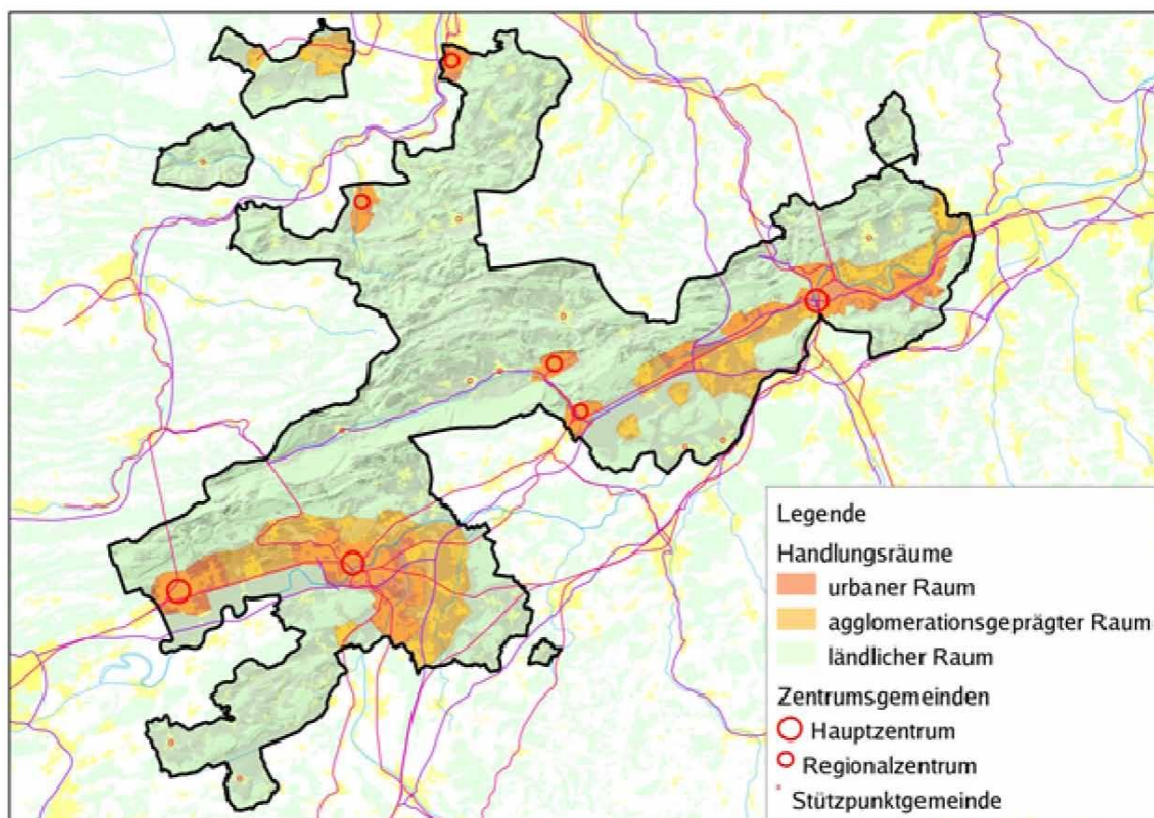 Legende
Handlungsräume
urbaner Raum
agglomerationsgeprägter Raum
ländlicher Raum
Zentrumsgemeinden
Hauptzentrum
Regionalzentrum
Stützpunktgemeinde